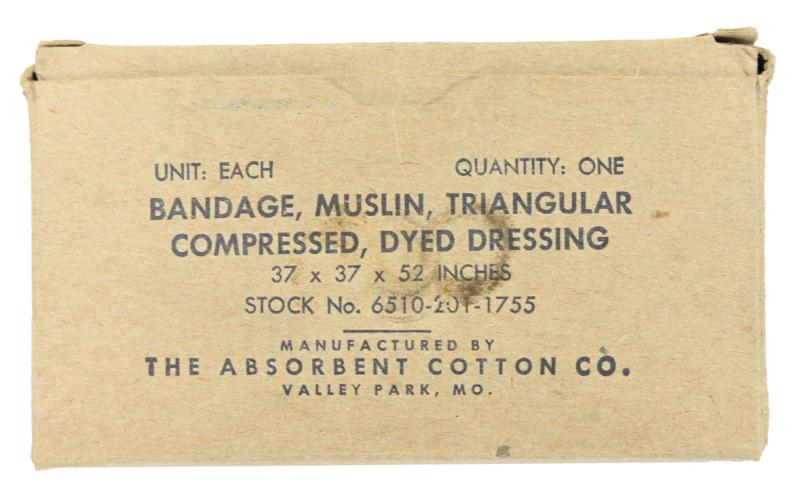 UNIT: EACH QUANTITY: ONE
BANDAGE, MUSLIN, TRIANGULAR
COMPRESSED, DYED DRESSING
37 x 37 x 52 INCHES
STOCK No. 6510-201-1755
MANUFACTURED BY
THE ABSORBENT COTTON CO.
VALLEY PARK, MO.